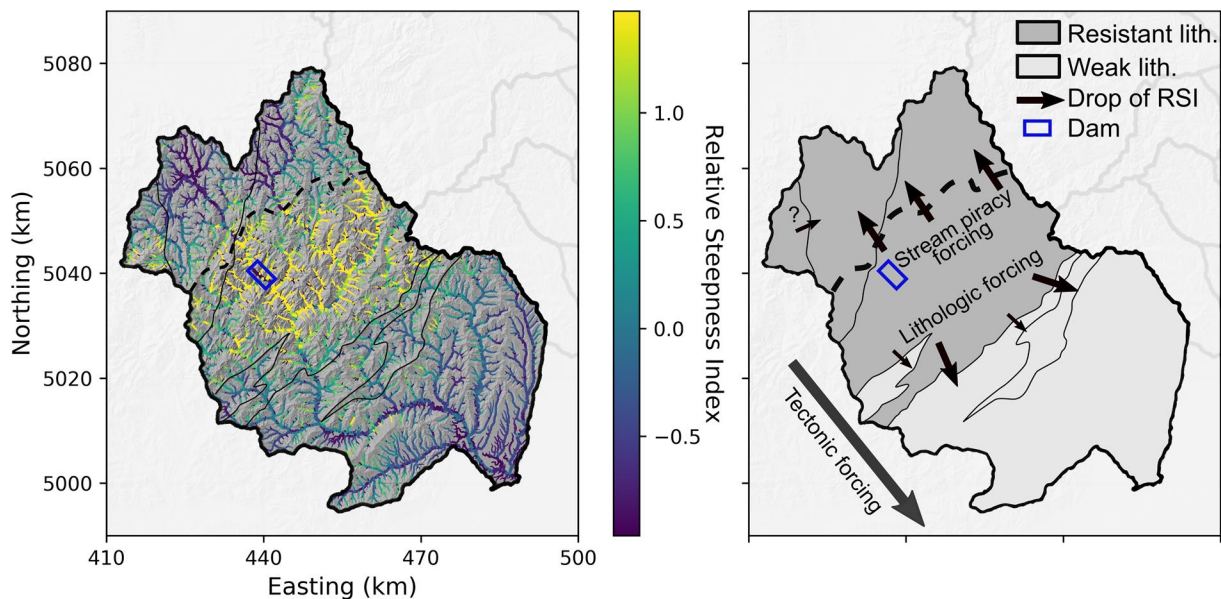 5080
5060
5040
5020
5000
Northing (km)
410
440
470
500
Easting (km)
1.0
0.5
0.0
−0.5
Relative Steepness Index
Resistant lith.
Weak lith.
Drop of RSI
Dam
?
Stream piracy
forcing
Lithologic forcing
Tectonic forcing